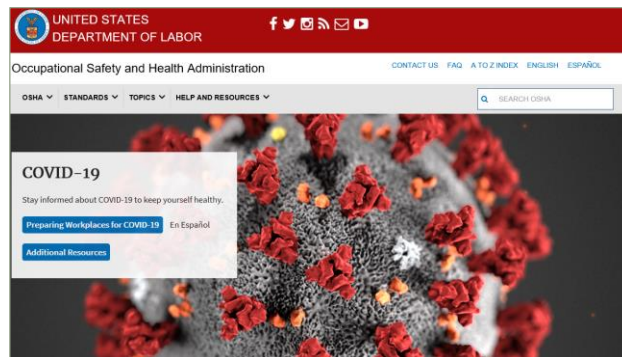 UNITED STATES
DEPARTMENT OF LABOR
Occupational Safety and Health Administration
CONTACT US FAQ A TO Z INDEX ENGLISH ESPAÑOL
OSHA STANDARDS TOPICS HELP AND RESOURCES
SEARCH OSHA
COVID-19
Stay informed about COVID-19 to keep yourself healthy.
Preparing Workplaces for COVID-19 En Español
Additional Resources